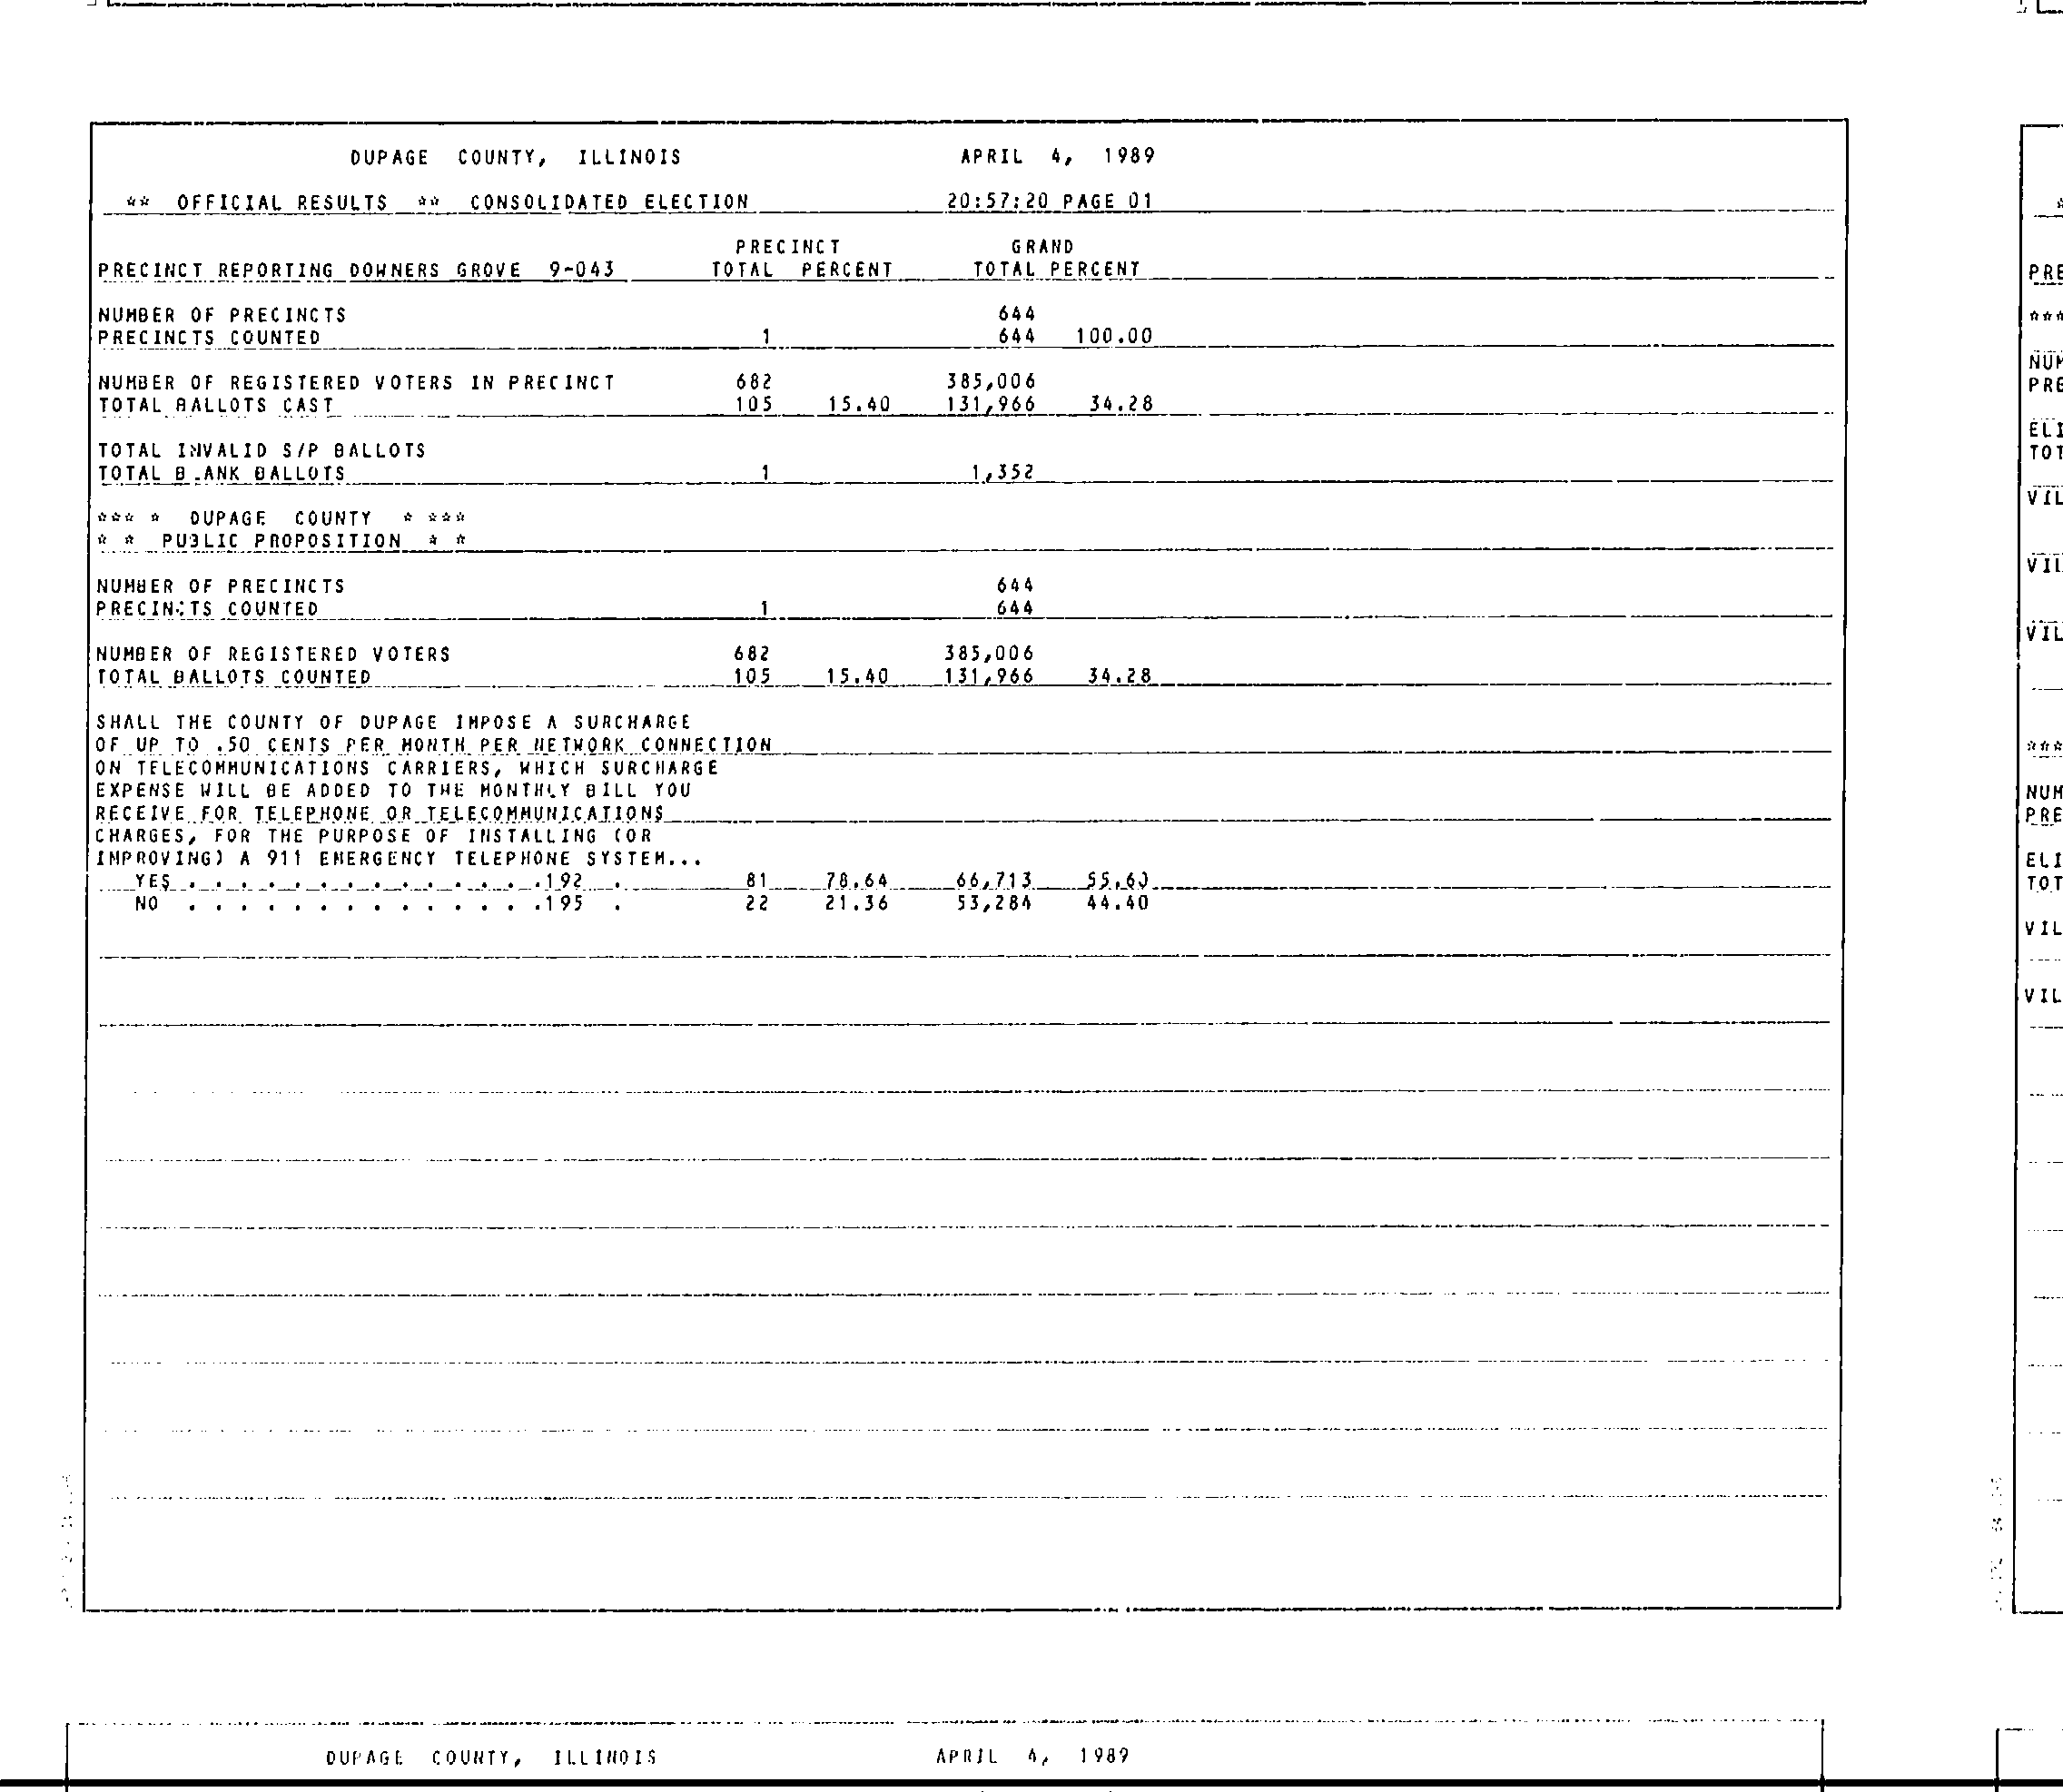 DUPAGE COUNTY, ILLINOIS APRIL 4, 1989
** OFFICIAL RESULTS ** CONSOLIDATED ELECTION 20:57:20 PAGE 01
PRECINCT GRAND
PRECINCT REPORTING DOWNERS GROVE 9-043 TOTAL PERCENT TOTAL PERCENT
NUMBER OF PRECINCTS 644
PRECINCTS COUNTED 1 644 100.00
NUMBER OF REGISTERED VOTERS IN PRECINCT 682 385,006
TOTAL BALLOTS CAST 105 15.40 131,966 34.28
TOTAL INVALID S/P BALLOTS
TOTAL BLANK BALLOTS 1 1,352
*** * DUPAGE COUNTY * ***
* * PUBLIC PROPOSITION * *
NUMBER OF PRECINCTS 644
PRECINCTS COUNTED 1 644
NUMBER OF REGISTERED VOTERS 682 385,006
TOTAL BALLOTS COUNTED 105 15.40 131,966 34.28
SHALL THE COUNTY OF DUPAGE IMPOSE A SURCHARGE
OF UP TO .50 CENTS PER MONTH PER NETWORK CONNECTION
ON TELECOMMUNICATIONS CARRIERS, WHICH SURCHARGE
EXPENSE WILL BE ADDED TO THE MONTHLY BILL YOU
RECEIVE FOR TELEPHONE OR TELECOMMUNICATIONS
CHARGES, FOR THE PURPOSE OF INSTALLING (OR
IMPROVING) A 911 EMERGENCY TELEPHONE SYSTEM...
YES . . . . . . . . . . . . . .192 . 81 78.64 66,713 55.60
NO . . . . . . . . . . . . . .195 . 22 21.36 53,284 44.40
DUPAGE COUNTY, ILLINOIS APRIL 4, 1989
PRE
***
NUM
PRE
ELI
TOT
VIL
VIL
VIL
***
NUM
PRE
ELI
TOT
VIL
VIL